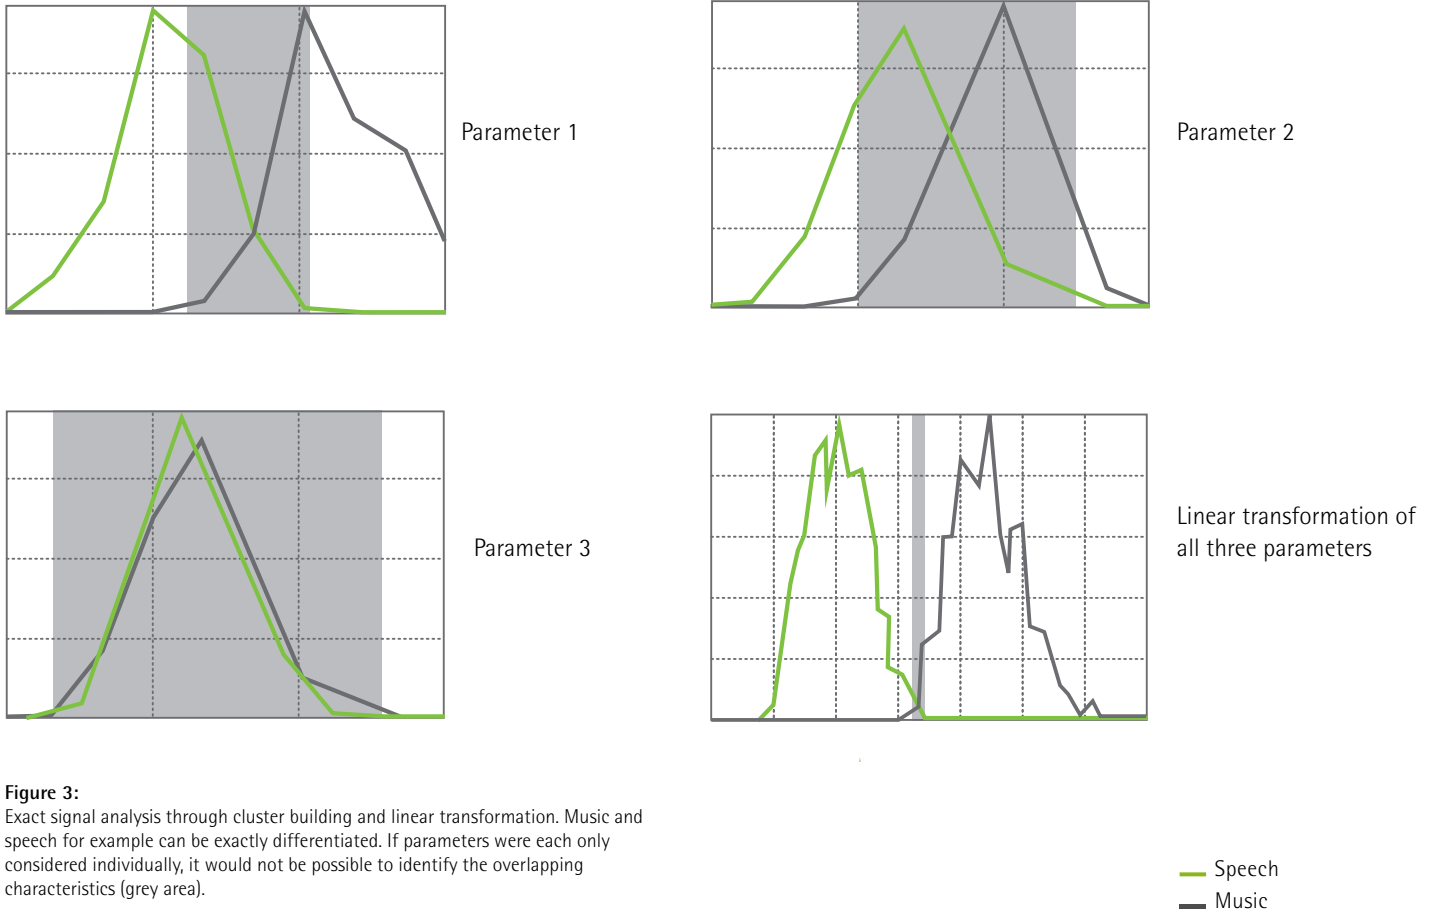 Parameter 1
Parameter 2
Parameter 3
Linear transformation of
all three parameters
Figure 3:
Exact signal analysis through cluster building and linear transformation. Music and
speech for example can be exactly differentiated. If parameters were each only
considered individually, it would not be possible to identify the overlapping
characteristics (grey area).
Speech
Music